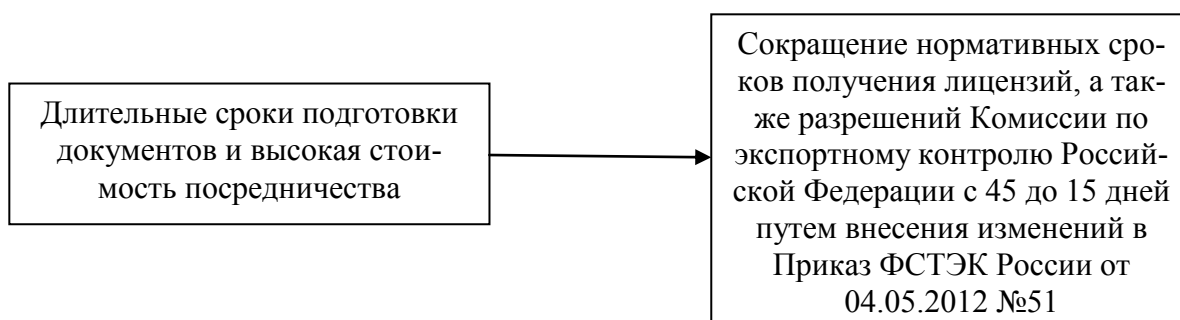 Длительные сроки подготовки
документов и высокая стои-
мость посредничества
Сокращение нормативных сро-
ков получения лицензий, а так-
же разрешений Комиссии по
экспортному контролю Россий-
ской Федерации с 45 до 15 дней
путем внесения изменений в
Приказ ФСТЭК России от
04.05.2012 №51